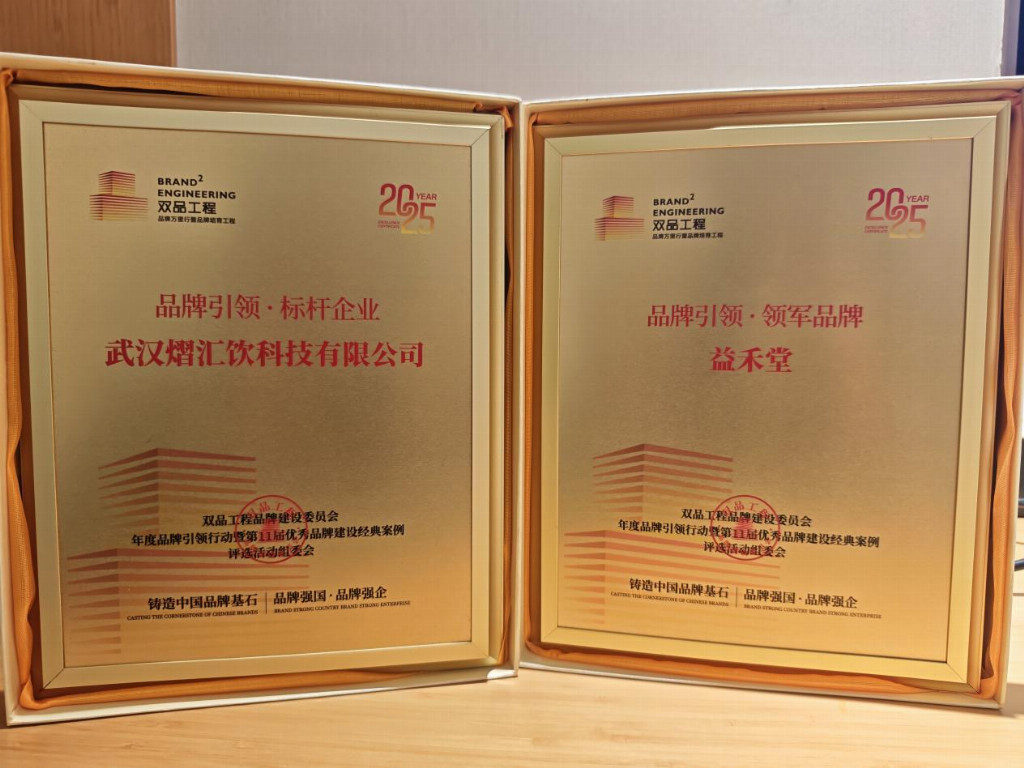 BRAND²
ENGINEERING
双品工程
品牌万里行暨品牌培育工程
2025 YEAR
品牌引领·标杆企业
武汉熠汇饮科技有限公司
双品工程品牌建设委员会
年度品牌引领行动暨第11届优秀品牌建设经典案例
评选活动组委会
铸造中国品牌基石
CASTING THE CORNERSTONE OF CHINESE BRANDS
品牌强国·品牌强企
BRAND STRONG COUNTRY BRAND STRONG ENTERPRISE
BRAND²
ENGINEERING
双品工程
品牌万里行暨品牌培育工程
2025 YEAR
品牌引领·领军品牌
益禾堂
双品工程品牌建设委员会
年度品牌引领行动暨第11届优秀品牌建设经典案例
评选活动组委会
铸造中国品牌基石
CASTING THE CORNERSTONE OF CHINESE BRANDS
品牌强国·品牌强企
BRAND STRONG COUNTRY BRAND STRONG ENTERPRISE